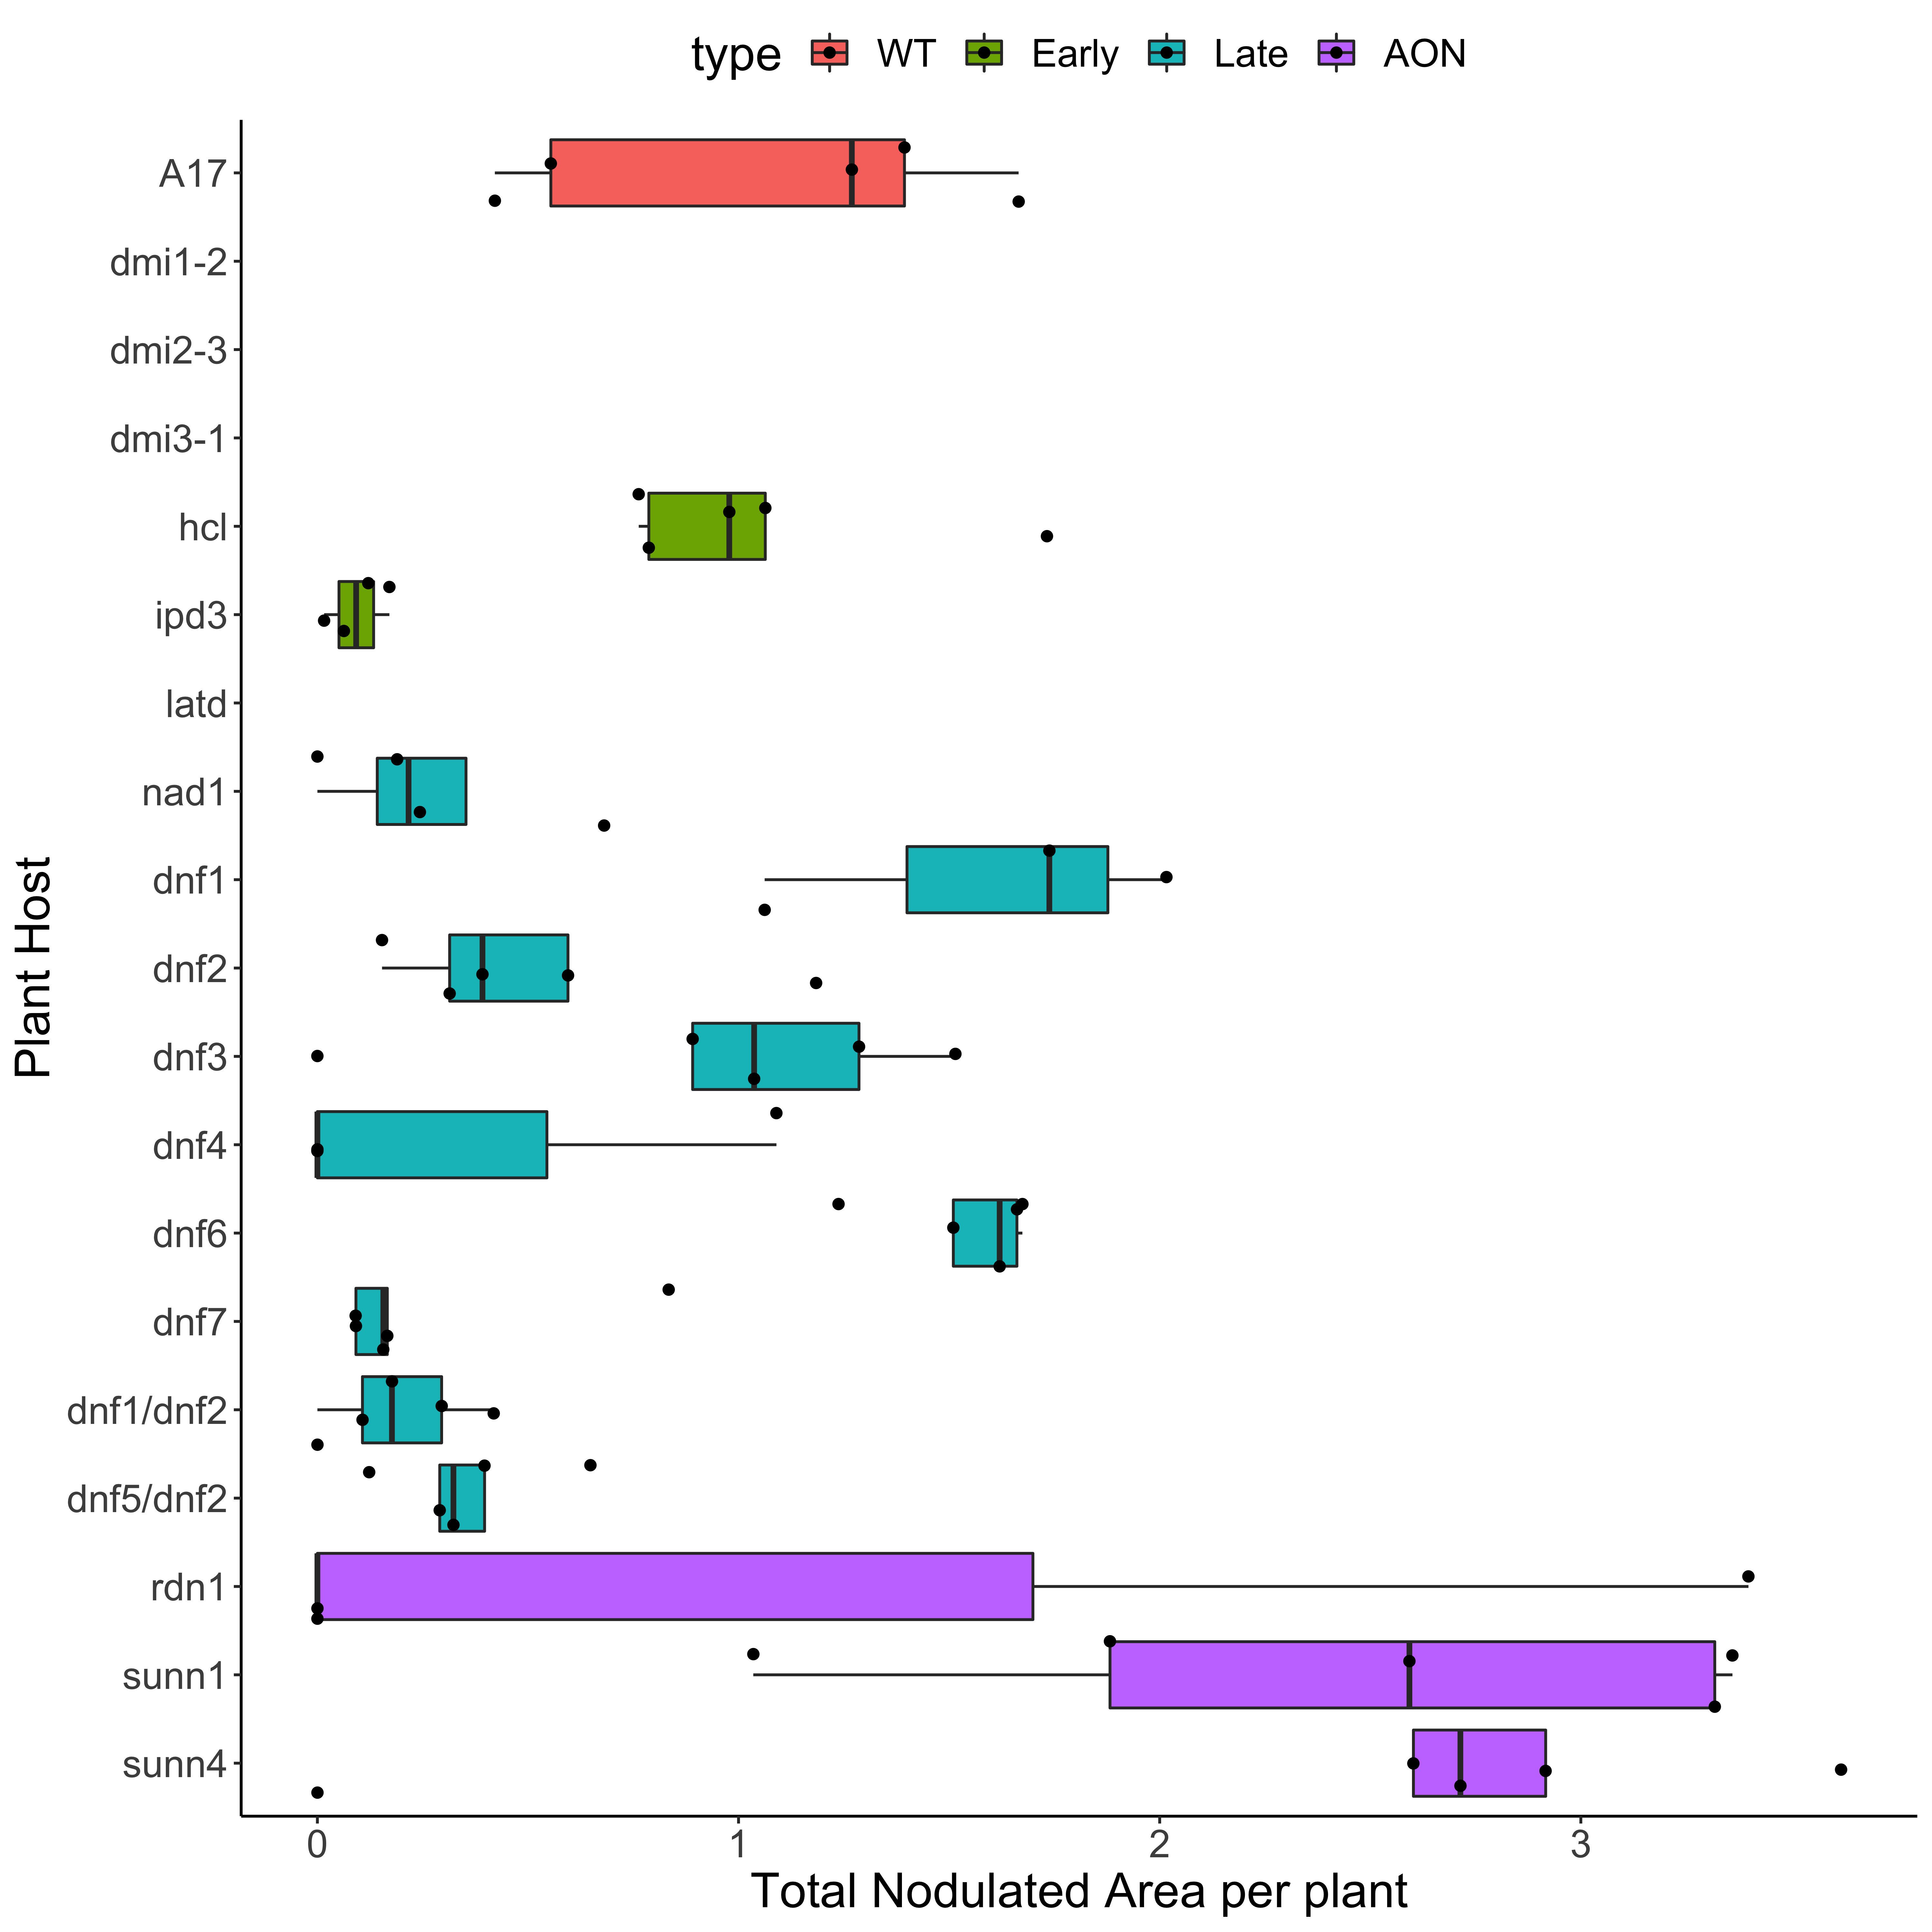 type WT Early Late AON
A17
dmi1-2
dmi2-3
dmi3-1
hcl
ipd3
latd
nad1
dnf1
dnf2
dnf3
dnf4
dnf6
dnf7
dnf1/dnf2
dnf5/dnf2
rdn1
sunn1
sunn4
Plant Host
0 1 2 3
Total Nodulated Area per plant